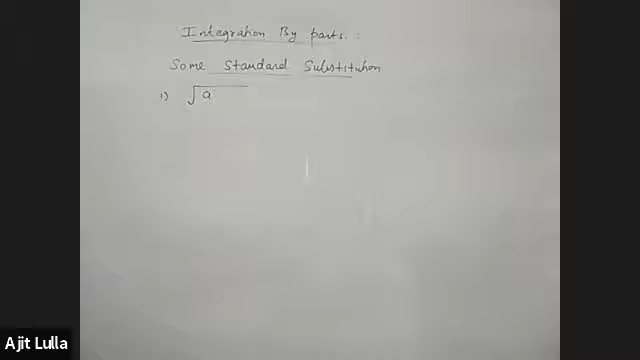 Integration By parts :
Some Standard Substitution
1) √a
Ajit Lulla